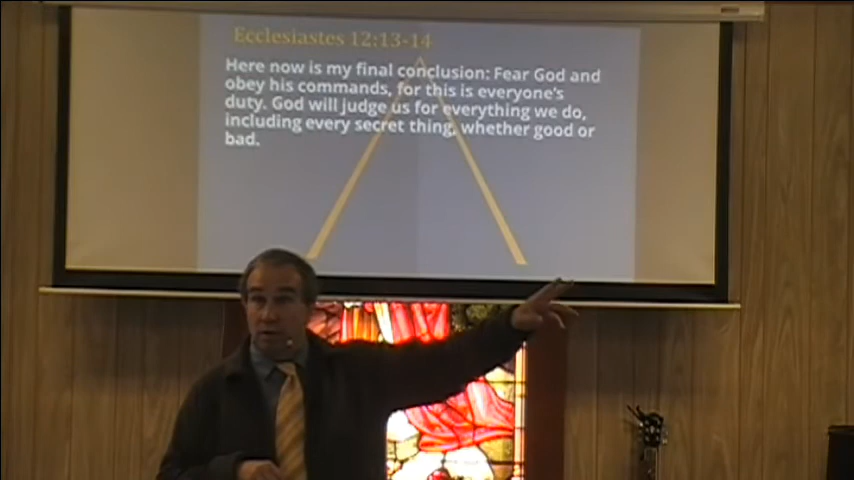 Ecclesiastes 12:13-14
Here now is my final conclusion: Fear God and
obey his commands, for this is everyone's
duty. God will judge us for everything we do,
including every secret thing, whether good or
bad.